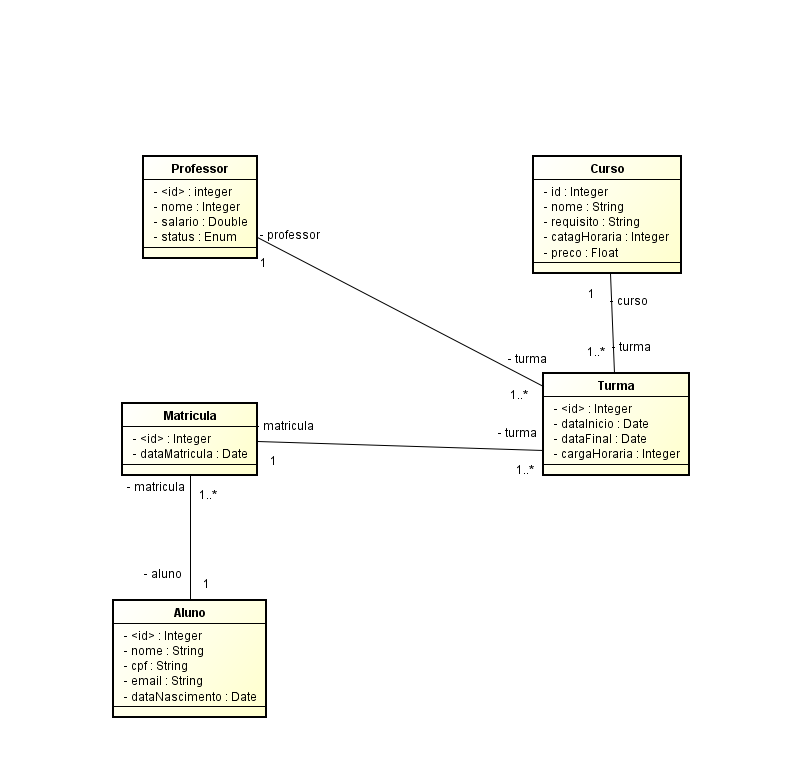 Professor
- <id> : integer
- nome : Integer
- salario : Double
- status : Enum
- professor
1
Curso
- id : Integer
- nome : String
- requisito : String
- catagHoraria : Integer
- preco : Float
1
- curso
1..*
- turma
- turma
1..*
Turma
- <id> : Integer
- dataInicio : Date
- dataFinal : Date
- cargaHoraria : Integer
Matricula
- <id> : Integer
- dataMatricula : Date
- matricula
1
- turma
1..*
- matricula
1..*
- aluno
1
Aluno
- <id> : Integer
- nome : String
- cpf : String
- email : String
- dataNascimento : Date